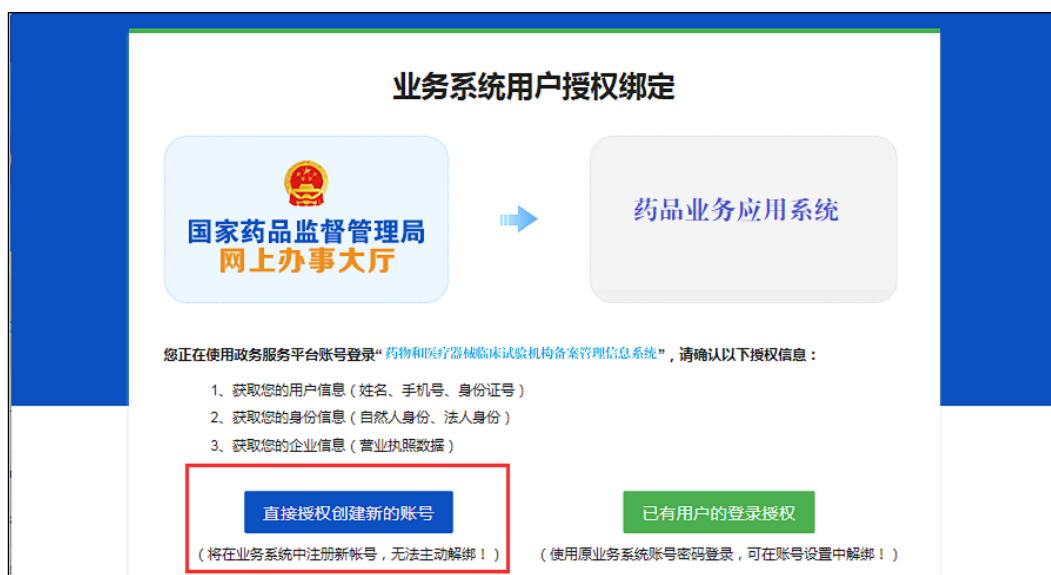 业务系统用户授权绑定
国家药品监督管理局
网上办事大厅
药品业务应用系统
您正在使用政务服务平台账号登录“药物和医疗器械临床试验机构备案管理信息系统”，请确认以下授权信息：
1、获取您的用户信息（姓名、手机号、身份证号）
2、获取您的身份信息（自然人身份、法人身份）
3、获取您的企业信息（营业执照数据）
直接授权创建新的账号
已有用户的登录授权
（将在业务系统中注册新帐号，无法主动解绑！）
（使用原业务系统账号密码登录，可在账号设置中解绑！）